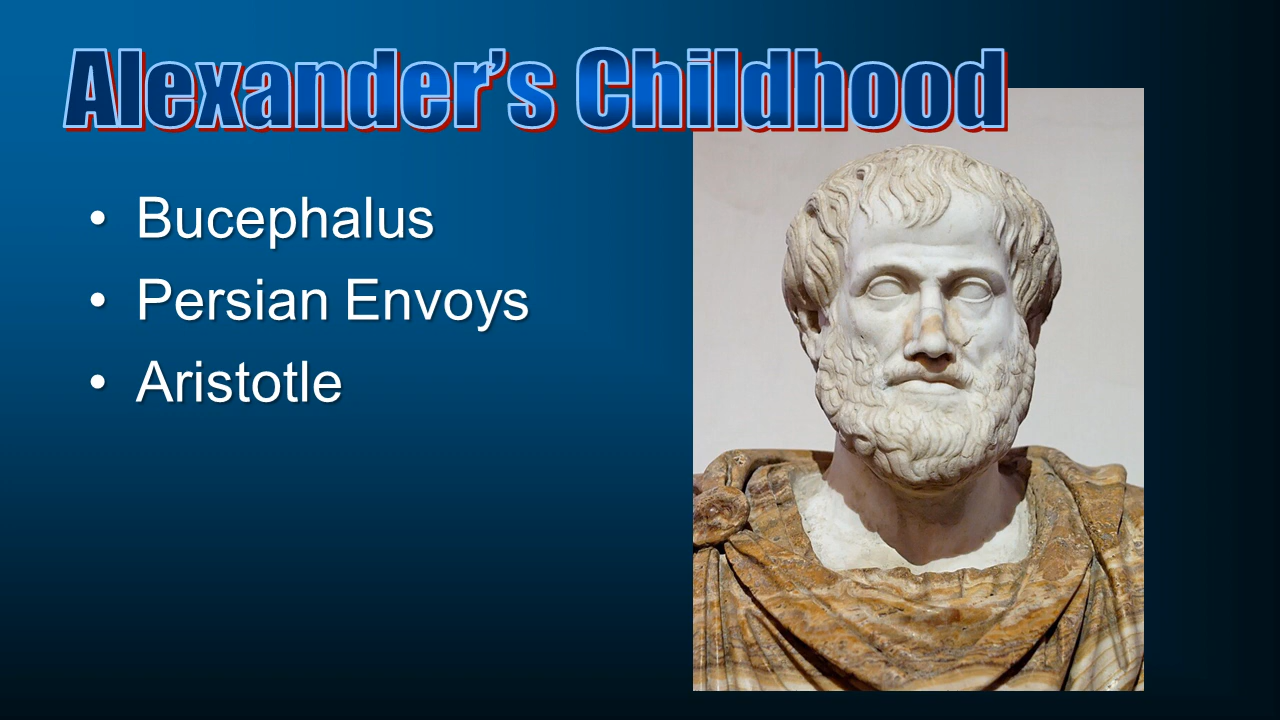 Alexander’s Childhood
• Bucephalus
• Persian Envoys
• Aristotle